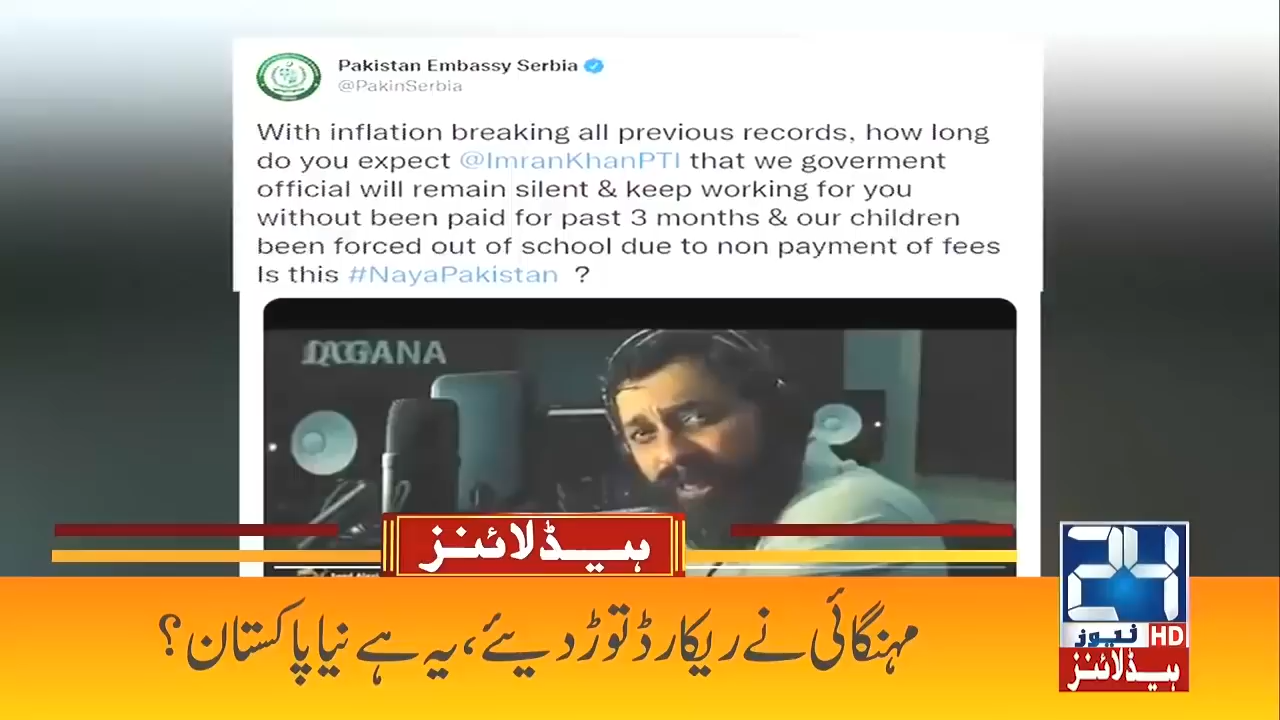 Pakistan Embassy Serbia
@PakinSerbia
With inflation breaking all previous records, how long
do you expect @ImranKhanPTI that we goverment
official will remain silent & keep working for you
without been paid for past 3 months & our children
been forced out of school due to non payment of fees
Is this #NayaPakistan ?
ہیڈلائنز
مہنگائی نے ریکارڈ توڑ دیئے، یہ ہے نیا پاکستان؟
24
نیوز HD
ہیڈلائنز